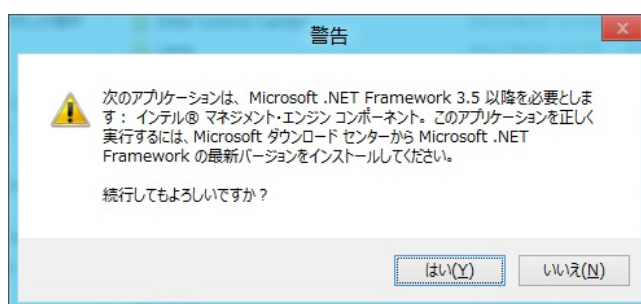 警告
次のアプリケーションは、Microsoft .NET Framework 3.5 以降を必要としま
す： インテル® マネジメント・エンジン コンポーネント。このアプリケーションを正しく
実行するには、Microsoft ダウンロード センターから Microsoft .NET
Framework の最新バージョンをインストールしてください。
続行してもよろしいですか？
はい(Y)
いいえ(N)